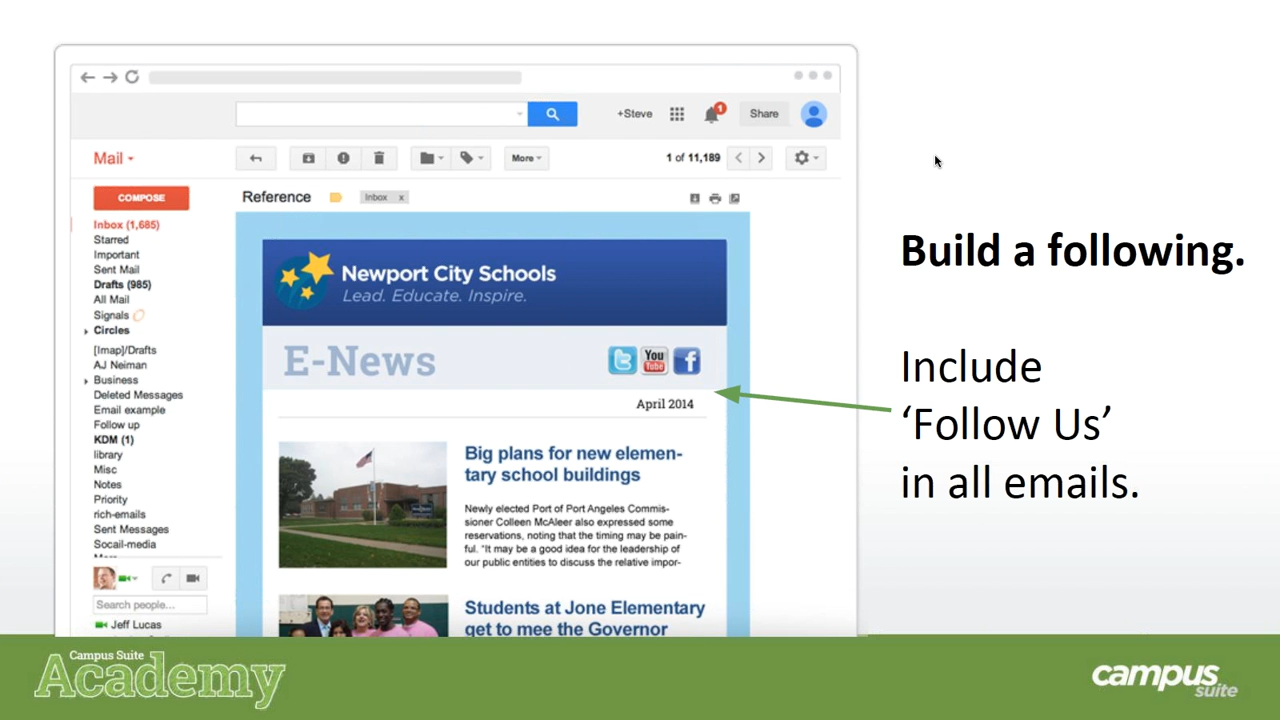 +Steve
1
Share
Mail
More
1 of 11,189
COMPOSE
Reference
Inbox x
Inbox (1,685)
Starred
Important
Sent Mail
Drafts (985)
All Mail
Signals
Circles
[Imap]/Drafts
AJ Neiman
Business
Deleted Messages
Email example
Follow up
KDM (1)
library
Misc
Notes
Priority
rich-emails
Sent Messages
Socail-media
Search people...
Jeff Lucas
Newport City Schools
Lead. Educate. Inspire.
E-News
You
Tube
f
April 2014
Big plans for new elemen-
tary school buildings
Newly elected Port of Port Angeles Commis-
sioner Colleen McAleer also expressed some
reservations, noting that the timing may be pain-
ful. “It may be a good idea for the leadership of
our public entities to discuss the relative impor-
Students at Jone Elementary
get to mee the Governor
Build a following.
Include
‘Follow Us’
in all emails.
Campus Suite
Academy
campus
suite